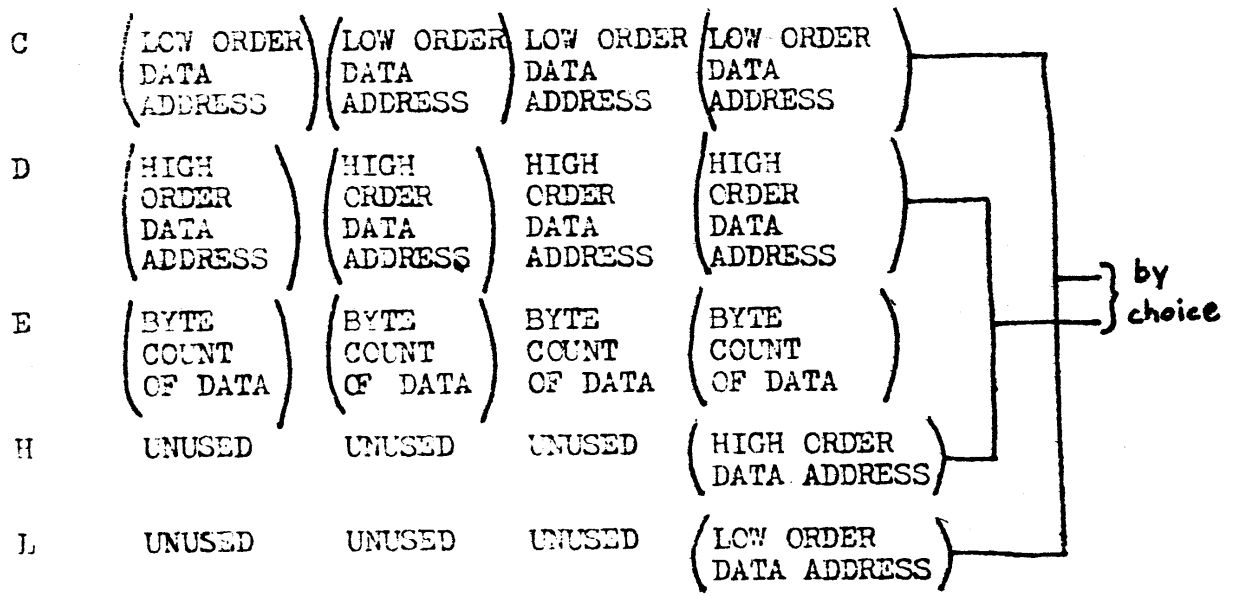 C LOW ORDER LOW ORDER LOW ORDER LOW ORDER
DATA DATA DATA DATA
ADDRESS ADDRESS ADDRESS ADDRESS
D HIGH HIGH HIGH HIGH
ORDER ORDER ORDER ORDER
DATA DATA DATA DATA
ADDRESS ADDRESS ADDRESS ADDRESS
by
choice
E BYTE BYTE BYTE BYTE
COUNT COUNT COUNT COUNT
OF DATA OF DATA OF DATA OF DATA
H UNUSED UNUSED UNUSED HIGH ORDER
DATA ADDRESS
L UNUSED UNUSED UNUSED LOW ORDER
DATA ADDRESS